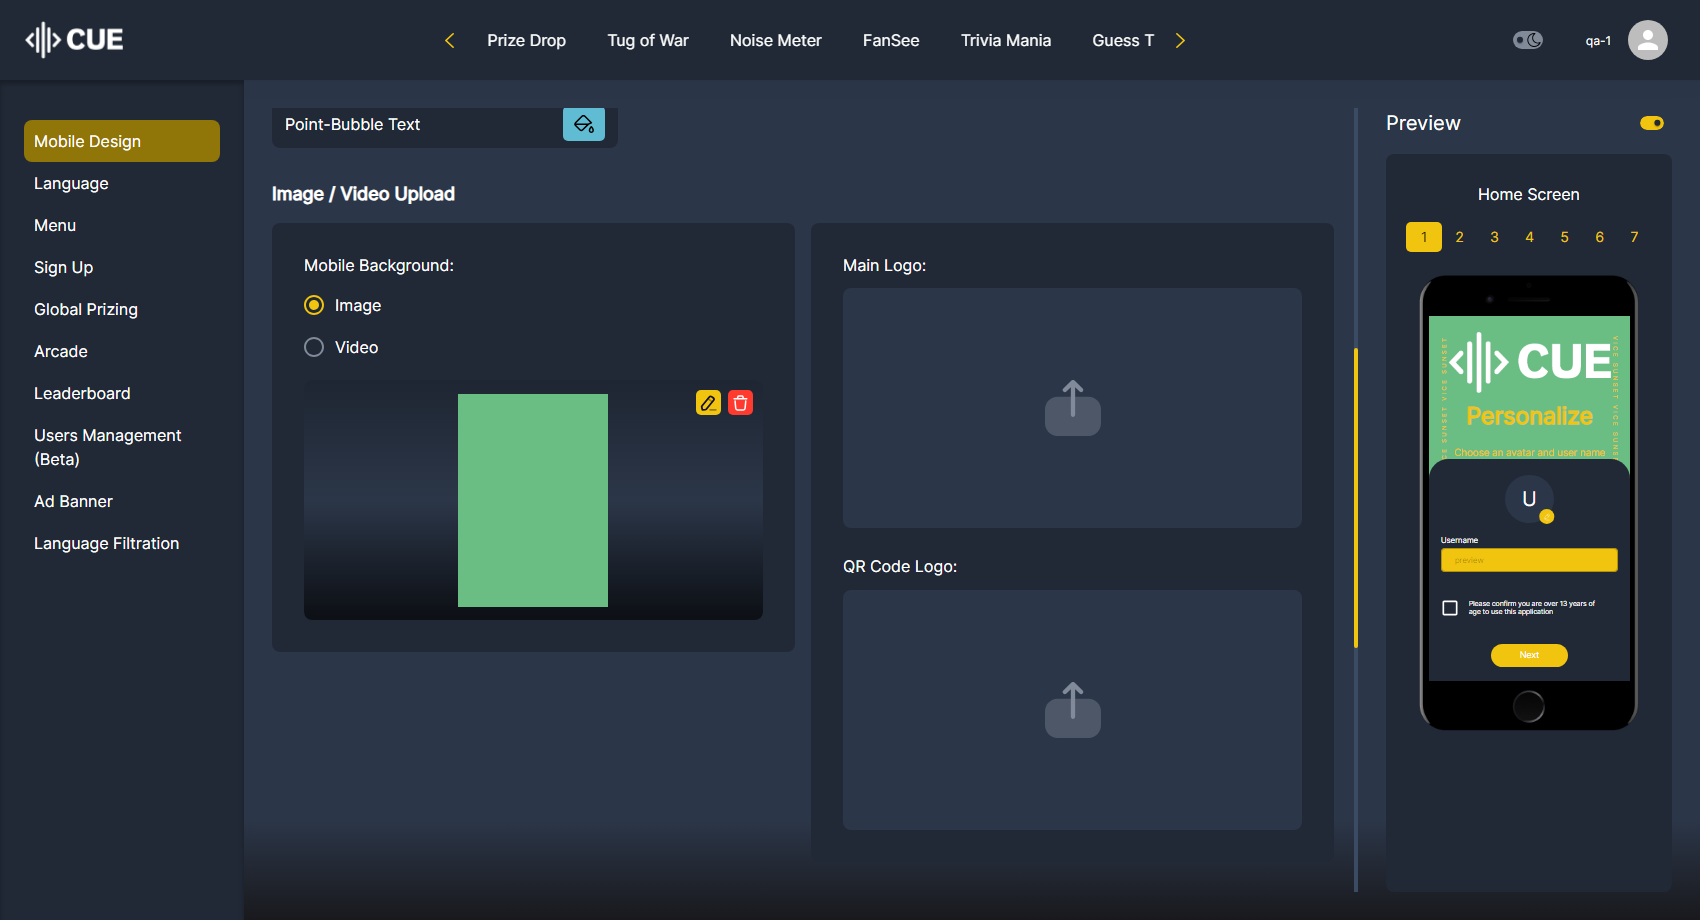 CUE
Prize Drop
Tug of War
Noise Meter
FanSee
Trivia Mania
Guess T
qa-1
Mobile Design
Language
Menu
Sign Up
Global Prizing
Arcade
Leaderboard
Users Management
(Beta)
Ad Banner
Language Filtration
Point-Bubble Text
Image / Video Upload
Mobile Background:
Image
Video
Main Logo:
QR Code Logo:
Preview
Home Screen
1 2 3 4 5 6 7
CUE
VICE SUNSET VICE SUNSET
Personalize
Choose an avatar and user name
U
Username
preview
Please confirm you are over 13 years of
age to use this application
Next